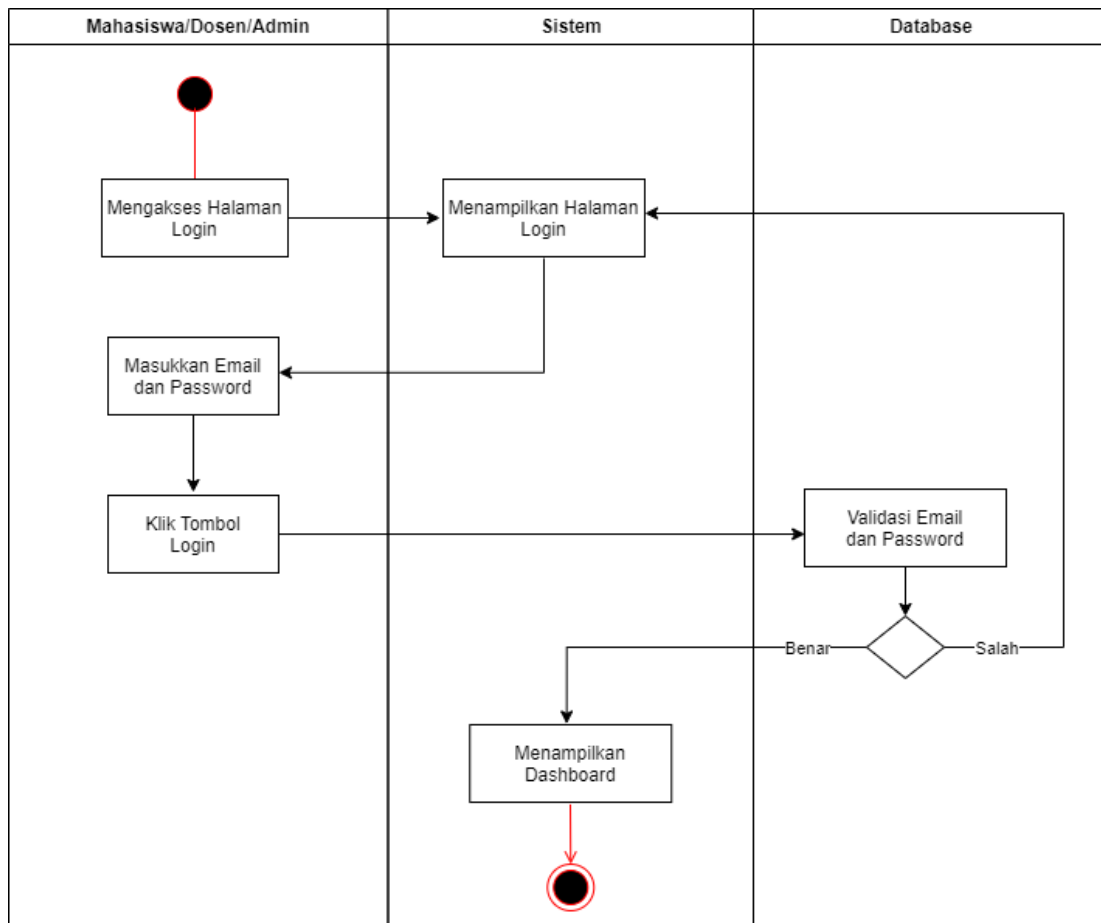 Mahasiswa/Dosen/Admin
Sistem
Database
Mengakses Halaman
Login
Menampilkan Halaman
Login
Masukkan Email
dan Password
Klik Tombol
Login
Validasi Email
dan Password
Benar
Salah
Menampilkan
Dashboard